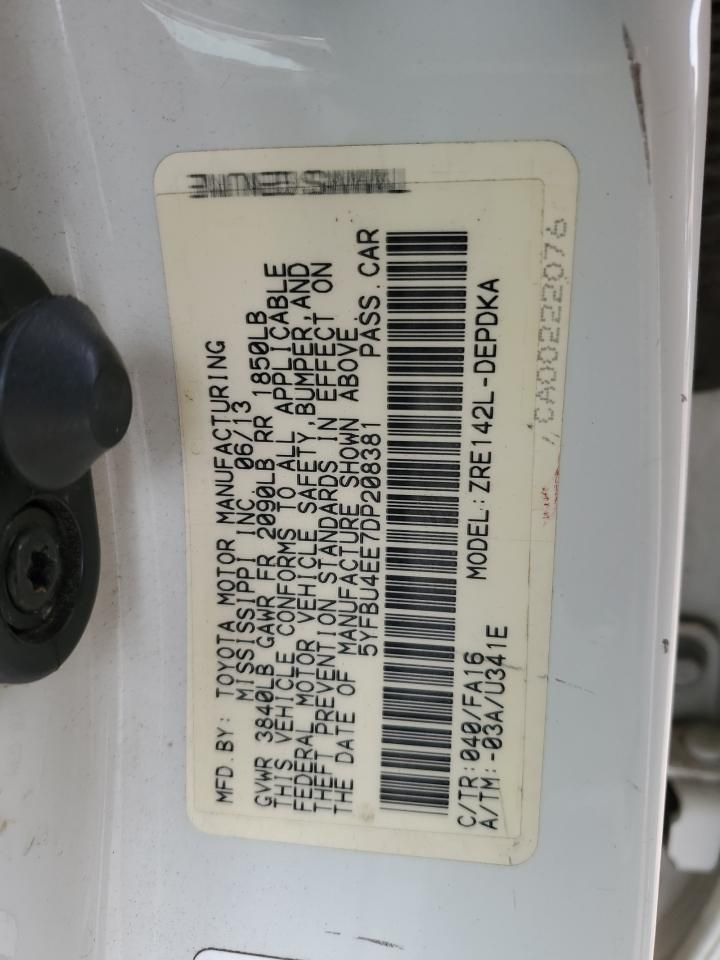 MFD.BY: TOYOTA MOTOR MANUFACTURING
MISSISSIPPI INC. 06/13
GVWR 3840LB GAWR FR 2090LB RR 1850LB
THIS VEHICLE CONFORMS TO ALL APPLICABLE
FEDERAL MOTOR VEHICLE SAFETY,BUMPER,AND
THEFT PREVENTION STANDARDS IN EFFECT ON
THE DATE OF MANUFACTURE SHOWN ABOVE.
5YFBU4EE7DP208381 PASS.CAR
C/TR:040/FA16 MODEL:ZRE142L-DEPDKA
A/TM:-03A/U341E
CA00222076